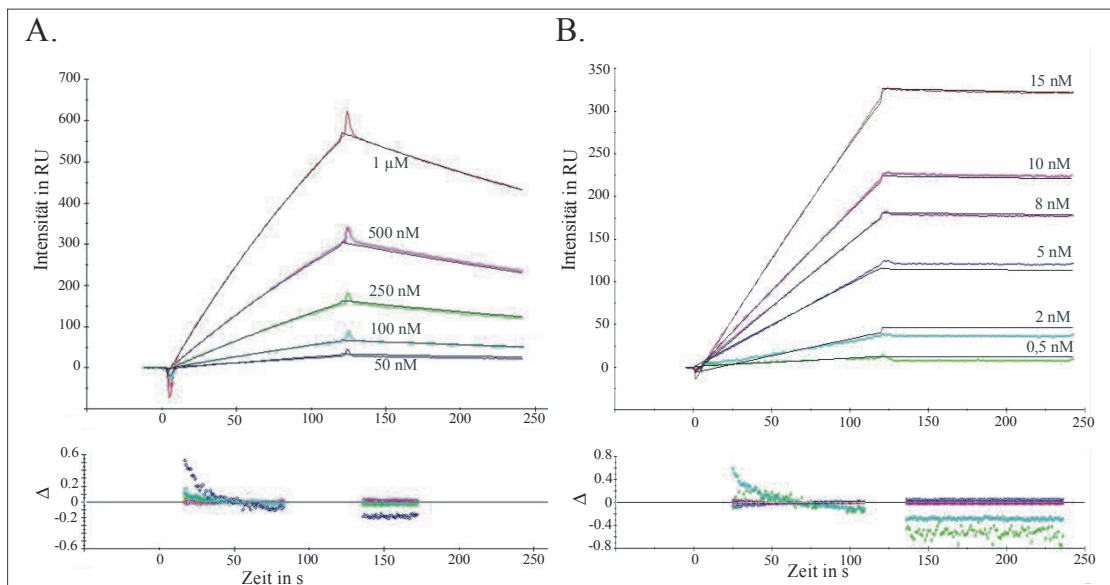 A.
700
600
500
400
300
200
100
0
Intensität in RU
1 µM
500 nM
250 nM
100 nM
50 nM
0 50 100 150 200 250
0.6
0.2
0
-0.2
-0.6
Δ
0 50 100 150 200 250
Zeit in s
B.
350
300
250
200
150
100
50
0
Intensität in RU
15 nM
10 nM
8 nM
5 nM
2 nM
0,5 nM
0 50 100 150 200 250
0.8
0.4
0
-0.4
-0.8
Δ
0 50 100 150 200 250
Zeit in s